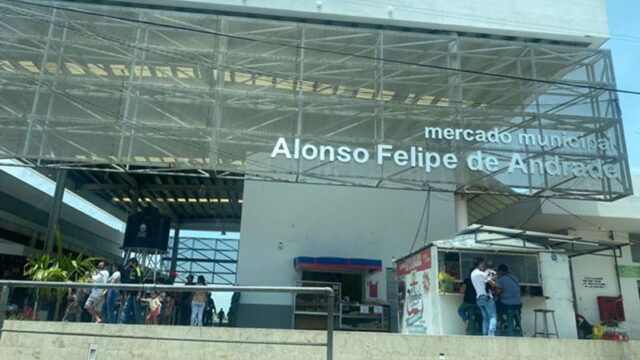 mercado municipal
Alonso Felipe de Andrade